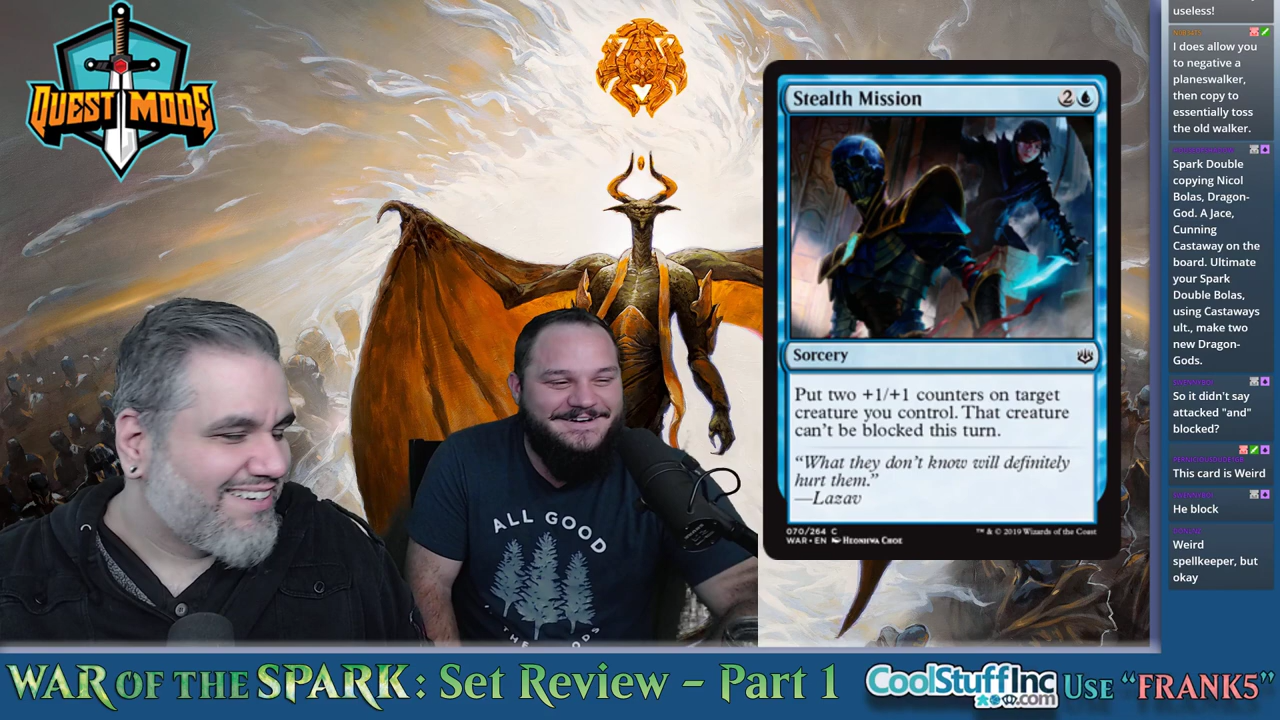 QUEST MODE
Stealth Mission
2
Sorcery
Put two +1/+1 counters on target
creature you control. That creature
can't be blocked this turn.
“What they don't know will definitely
hurt them.”
—Lazav
070/264 C
WAR • EN HEONHWA CHOE
™ & © 2019 Wizards of the Coast
ALL GOOD
THE
useless!
I does allow you
to negative a
planeswalker,
then copy to
essentially toss
the old walker.
Spark Double
copying Nicol
Bolas, Dragon-
God. A Jace,
Cunning
Castaway on the
board. Ultimate
your Spark
Double Bolas,
using Castaways
ult., make two
new Dragon-
Gods.
So it didn't say
attacked "and"
blocked?
This card is Weird
He block
Weird
spellkeeper, but
okay
WAR OF THE SPARK: Set Review - Part 1
CoolStuffInc
.com
USE “FRANK5”